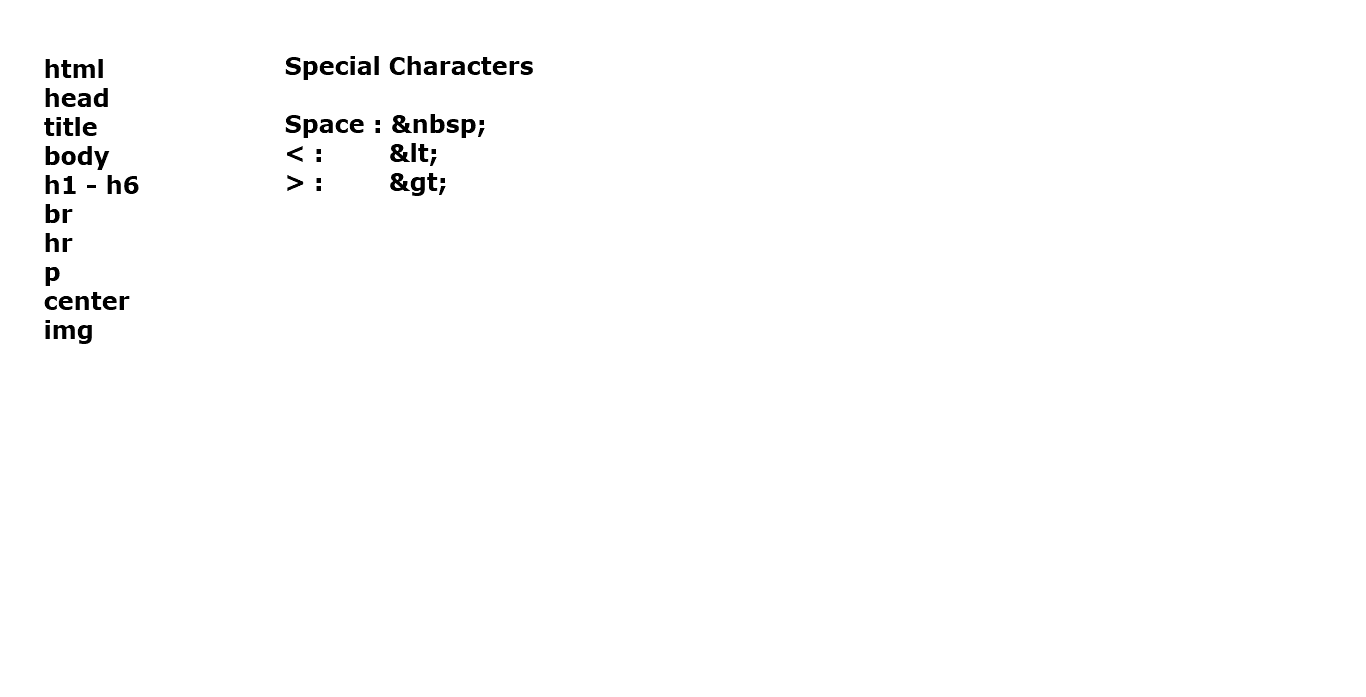 html
head
title
body
h1 - h6
br
hr
p
center
img
Special Characters
Space : &nbsp;
< : &lt;
> : &gt;